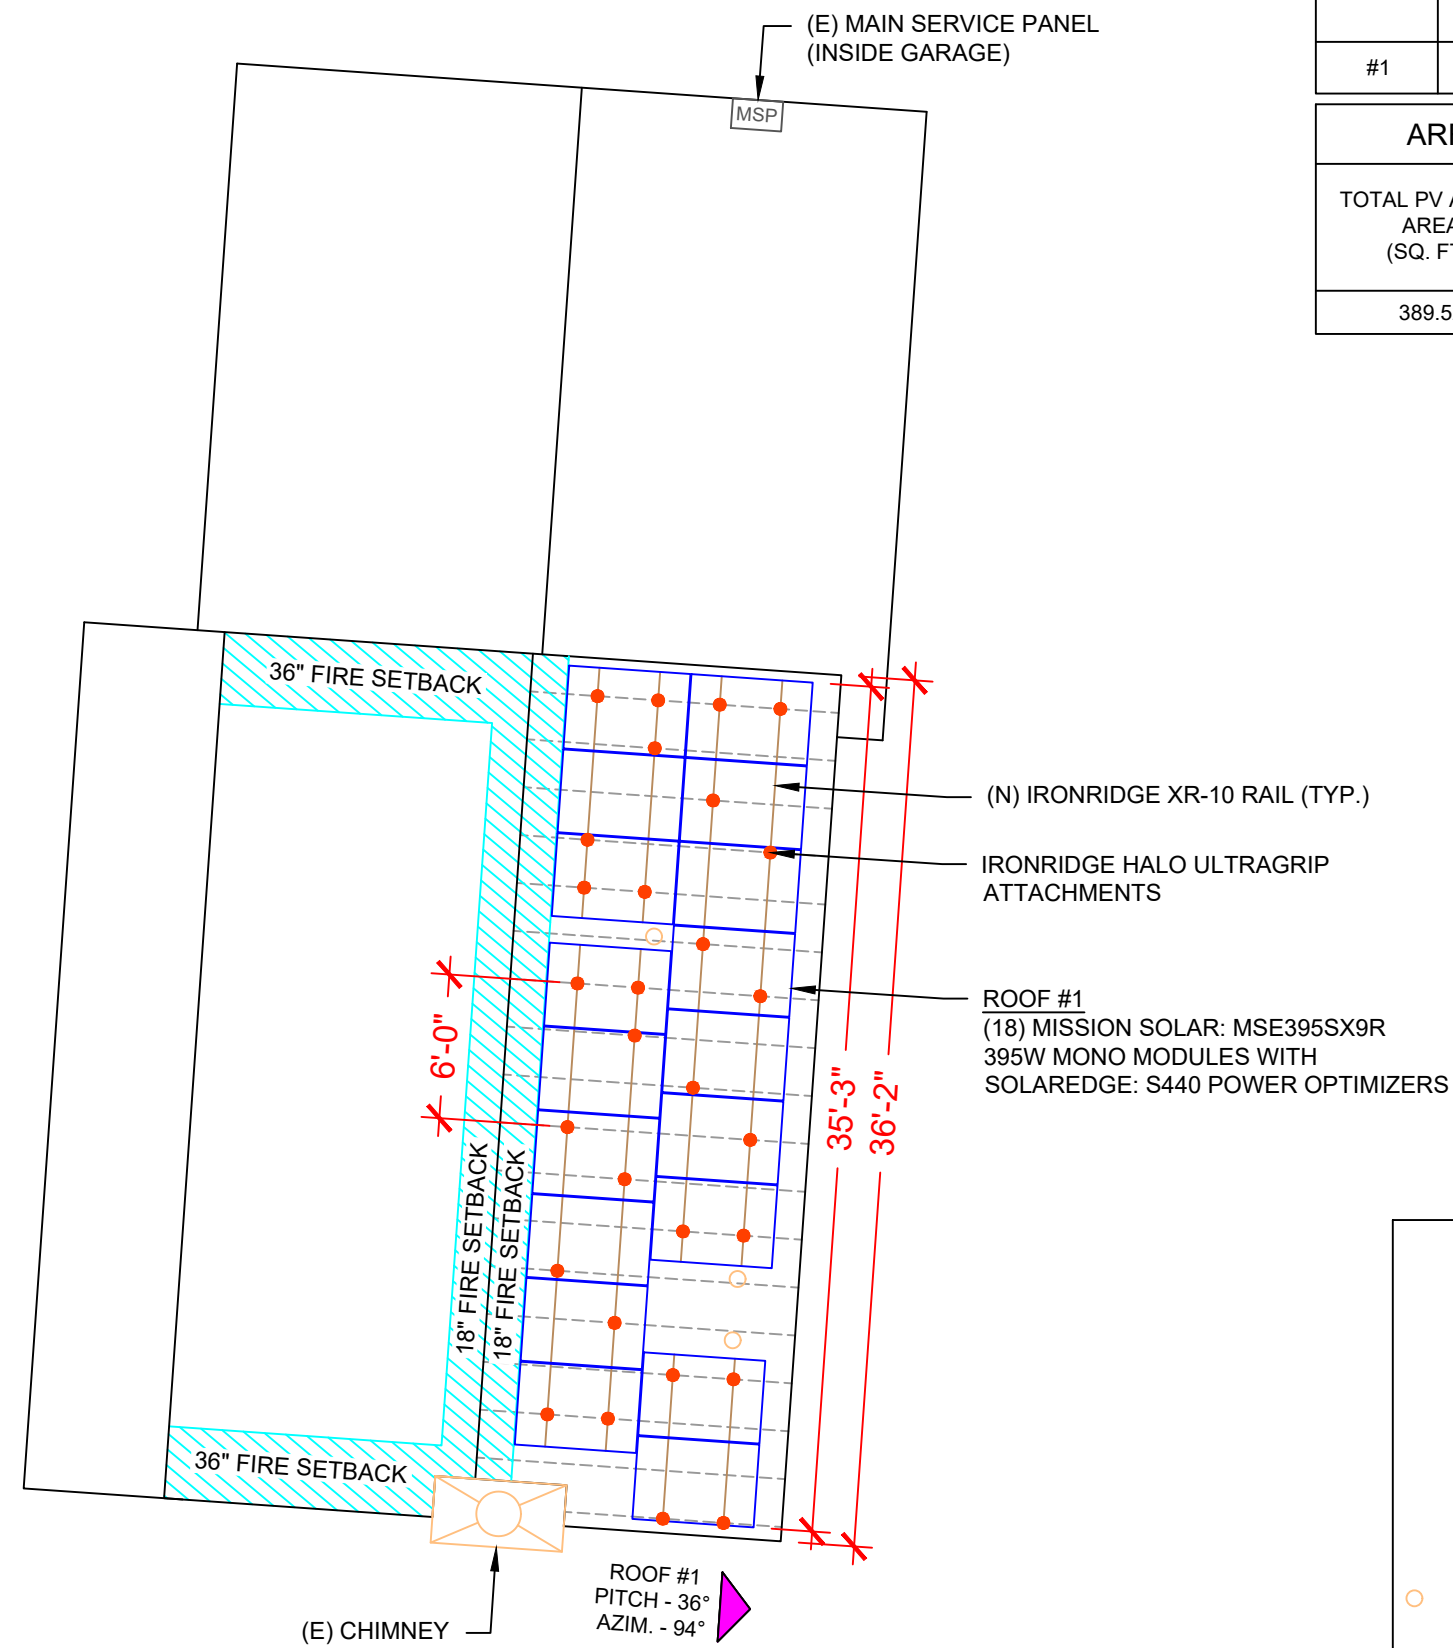 (E) MAIN SERVICE PANEL
(INSIDE GARAGE)
MSP
#1
TOTAL PV
AREA
(SQ. FT
389.5
36" FIRE SETBACK
(N) IRONRIDGE XR-10 RAIL (TYP.)
IRONRIDGE HALO ULTRAGRIP
ATTACHMENTS
6'-0"
ROOF #1
(18) MISSION SOLAR: MSE395SX9R
395W MONO MODULES WITH
SOLAREDGE: S440 POWER OPTIMIZERS
35'-3"
36'-2"
18" FIRE SETBACK
18" FIRE SETBACK
36" FIRE SETBACK
ROOF #1
PITCH - 36°
AZIM. - 94°
(E) CHIMNEY